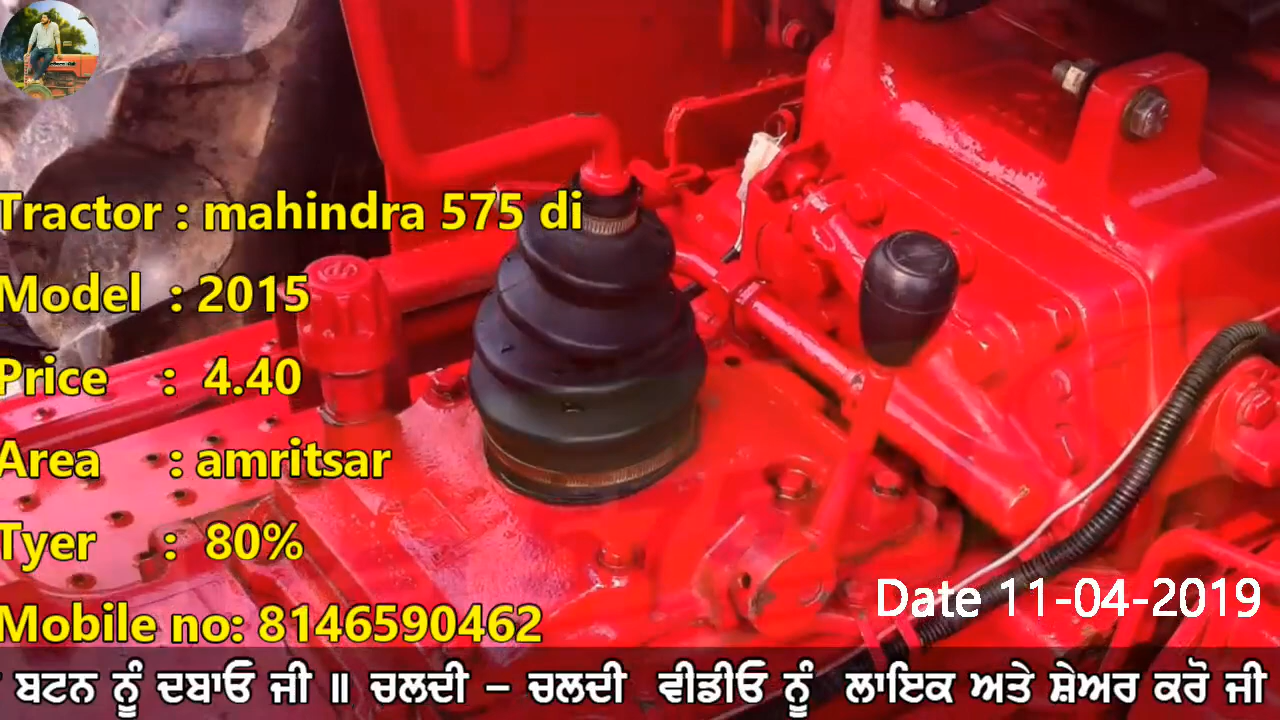 Tractor : mahindra 575 di
Model : 2015
Price : 4.40
Area : amritsar
Tyer : 80%
Mobile no: 8146590462
Date 11-04-2019
ਬਟਨ ਨੂੰ ਦਬਾਓ ਜੀ ॥ ਚਲਦੀ – ਚਲਦੀ ਵੀਡੀਓ ਨੂੰ ਲਾਇਕ ਅਤੇ ਸ਼ੇਅਰ ਕਰੋ ਜੀ